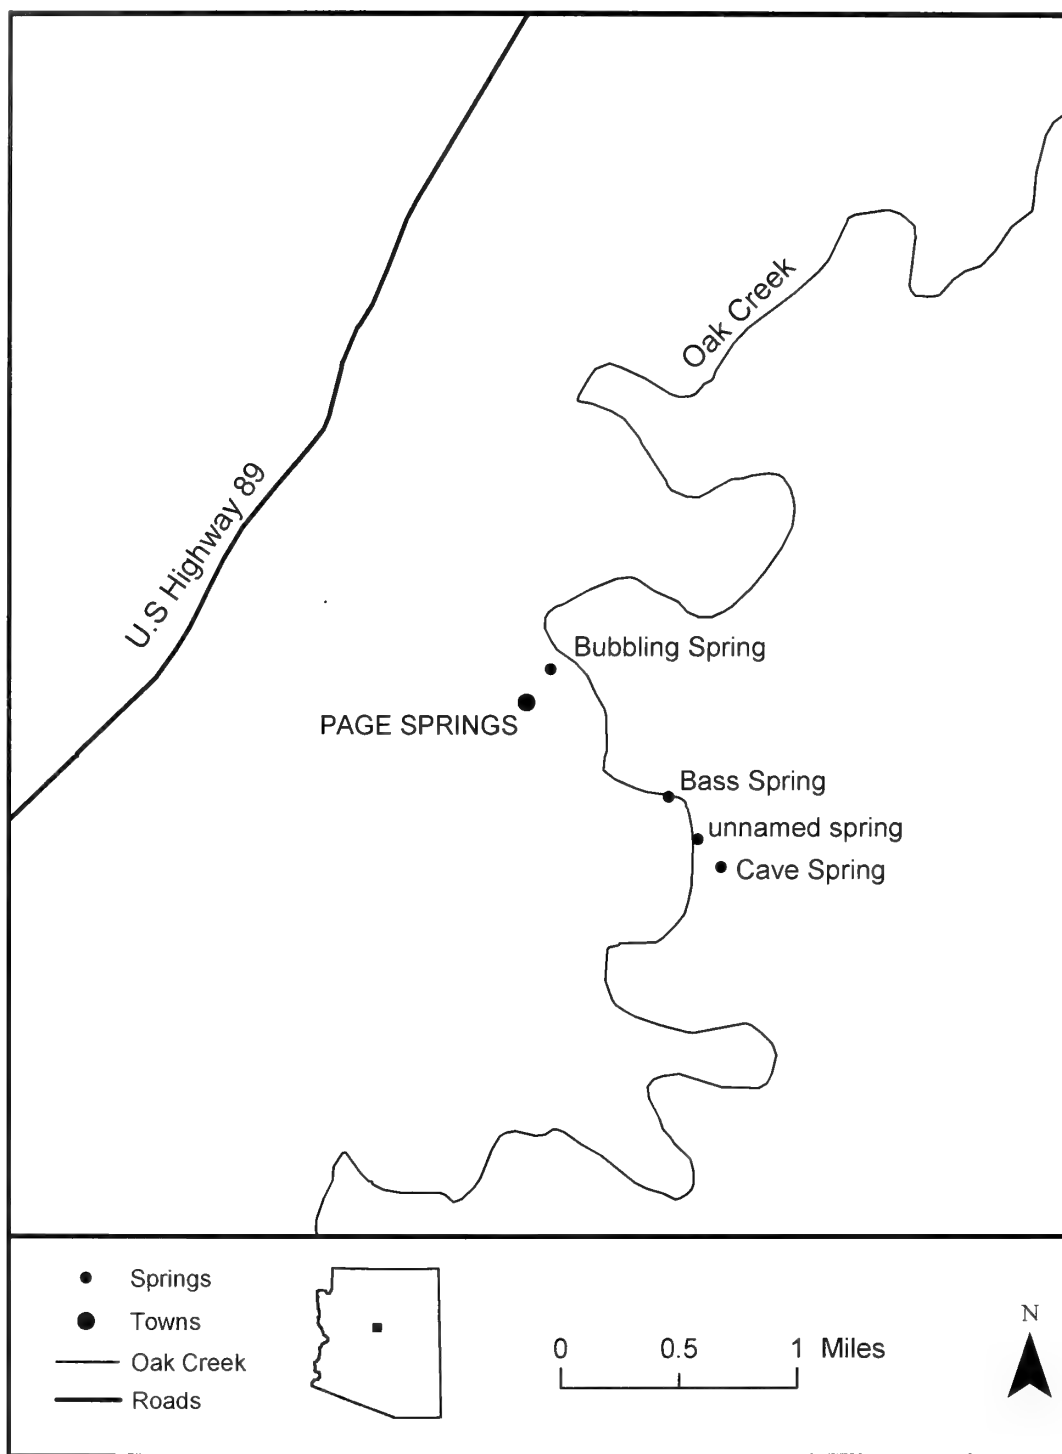 Oak Creek
U.S Highway 89
Bubbling Spring
PAGE SPRINGS
Bass Spring
unnamed spring
Cave Spring
Springs
Towns
Oak Creek
Roads
0 0.5 1 Miles
N